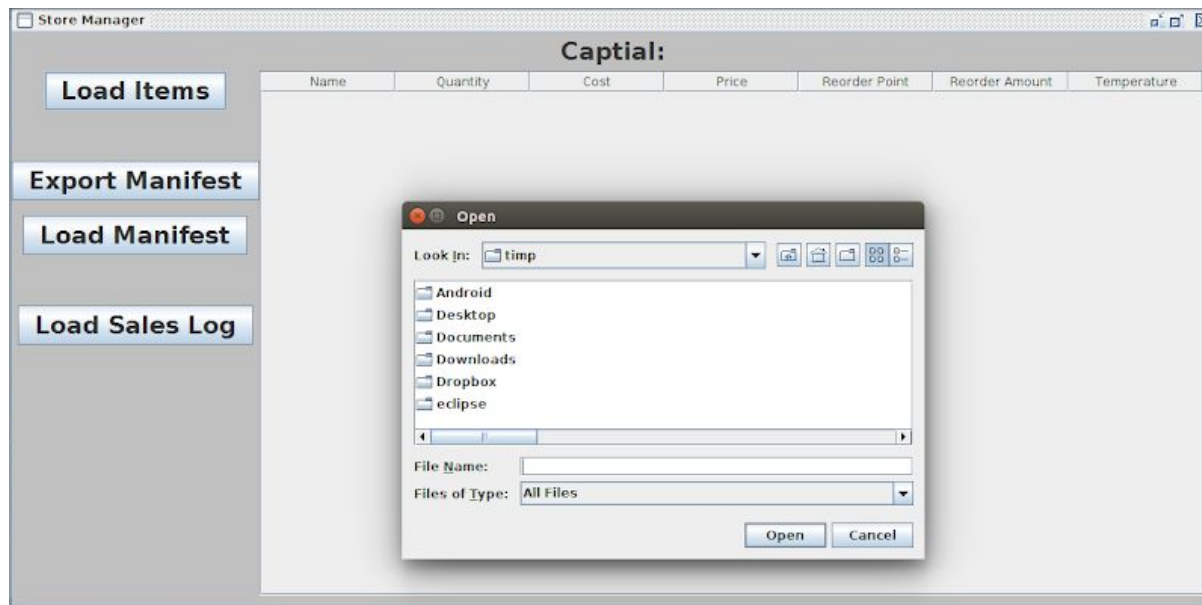 Store Manager
Captial:
Load Items
Name Quantity Cost Price Reorder Point Reorder Amount Temperature
Export Manifest
Load Manifest
Load Sales Log
Open
Look In: timp
Android
Desktop
Documents
Downloads
Dropbox
eclipse
File Name:
Files of Type: All Files
Open Cancel